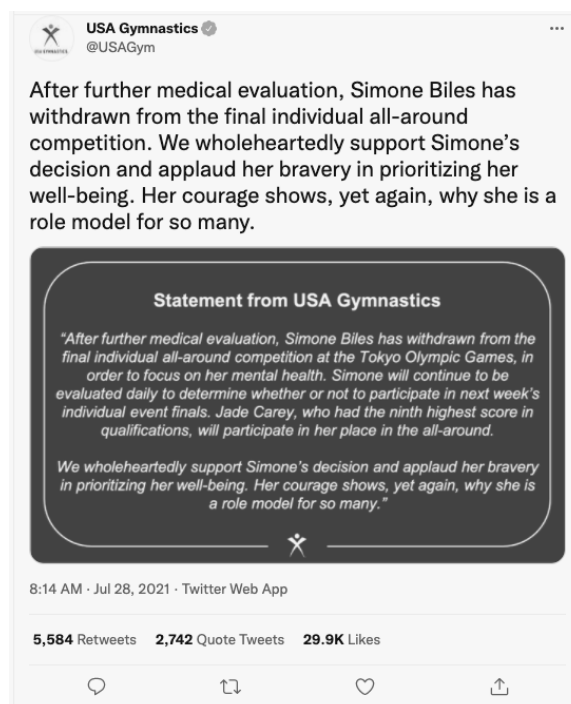 USA Gymnastics
@USAGym
After further medical evaluation, Simone Biles has
withdrawn from the final individual all-around
competition. We wholeheartedly support Simone’s
decision and applaud her bravery in prioritizing her
well-being. Her courage shows, yet again, why she is a
role model for so many.
Statement from USA Gymnastics
“After further medical evaluation, Simone Biles has withdrawn from the
final individual all-around competition at the Tokyo Olympic Games, in
order to focus on her mental health. Simone will continue to be
evaluated daily to determine whether or not to participate in next week’s
individual event finals. Jade Carey, who had the ninth highest score in
qualifications, will participate in her place in the all-around.
We wholeheartedly support Simone’s decision and applaud her bravery
in prioritizing her well-being. Her courage shows, yet again, why she is
a role model for so many.”
8:14 AM · Jul 28, 2021 · Twitter Web App
5,584 Retweets 2,742 Quote Tweets 29.9K Likes